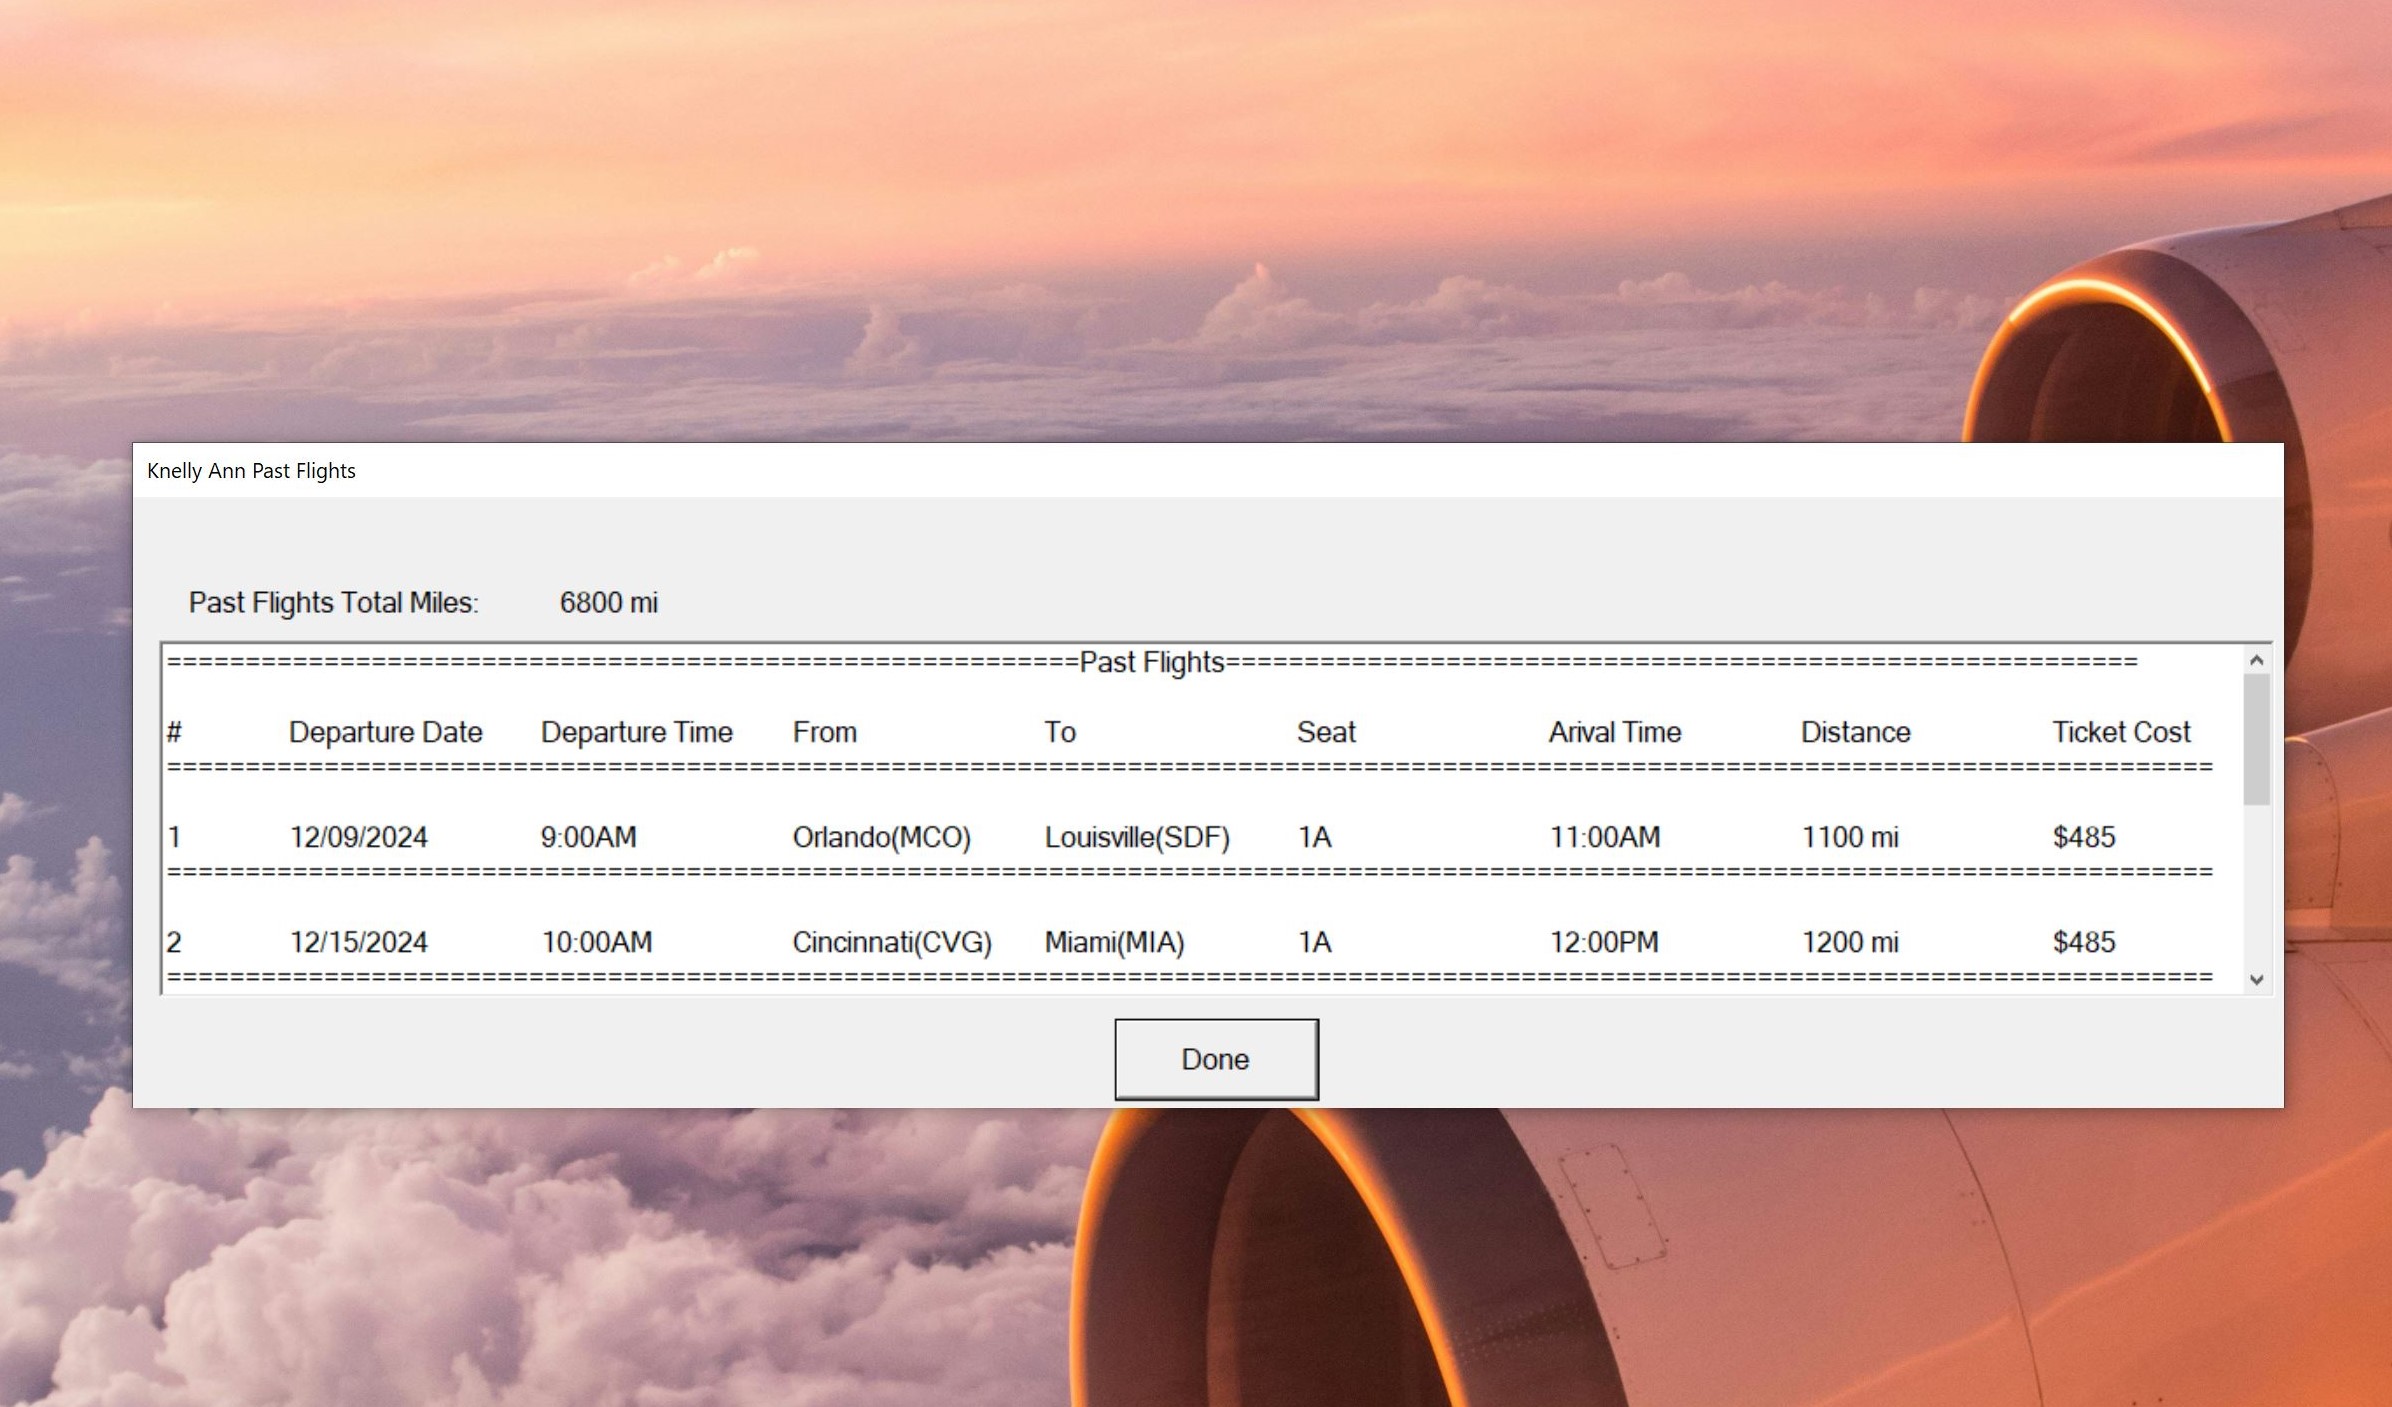 Knelly Ann Past Flights
Past Flights Total Miles: 6800 mi
==========================================================Past Flights==========================================================
# Departure Date Departure Time From To Seat Arival Time Distance Ticket Cost
==================================================================================================================================
1 12/09/2024 9:00AM Orlando(MCO) Louisville(SDF) 1A 11:00AM 1100 mi $485
==================================================================================================================================
2 12/15/2024 10:00AM Cincinnati(CVG) Miami(MIA) 1A 12:00PM 1200 mi $485
==================================================================================================================================
Done